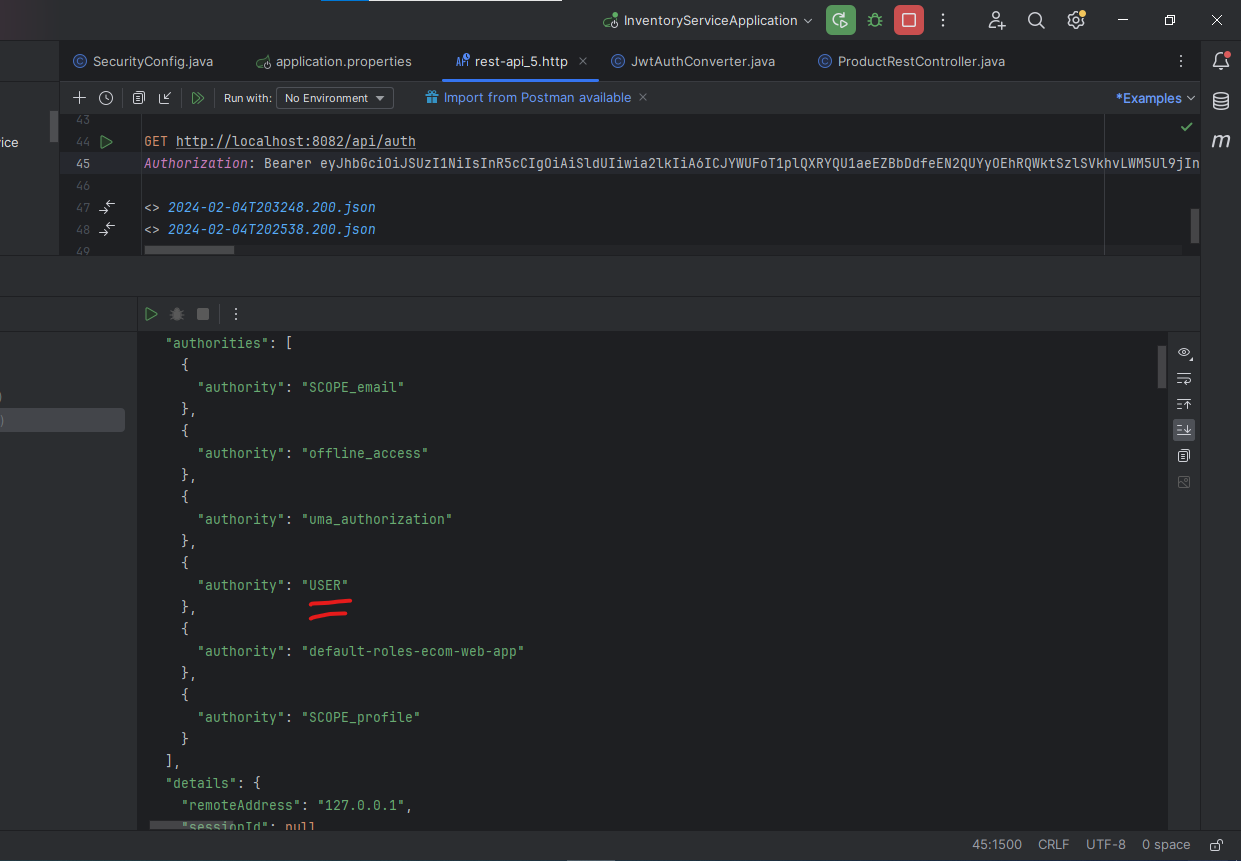 InventoryServiceApplication
SecurityConfig.java application.properties rest-api_5.http JwtAuthConverter.java ProductRestController.java
Run with: No Environment Import from Postman available *Examples
43
44 GET http://localhost:8082/api/auth
45 Authorization: Bearer eyJhbGciOiJSUzI1NiIsInR5cCIgOiAiSldUIiwia2lkIiA6ICJYWUFoT1plQXRYQU1aeEZBbDdfeEN2QUYyOEhRQWktSzlSVkhvLWM5Ul9jIn
46
47 <> 2024-02-04T203248.200.json
48 <> 2024-02-04T202538.200.json
49
"authorities": [
{
"authority": "SCOPE_email"
},
{
"authority": "offline_access"
},
{
"authority": "uma_authorization"
},
{
"authority": "USER"
},
{
"authority": "default-roles-ecom-web-app"
},
{
"authority": "SCOPE_profile"
}
],
"details": {
"remoteAddress": "127.0.0.1",
"sessionId": null
45:1500 CRLF UTF-8 0 space